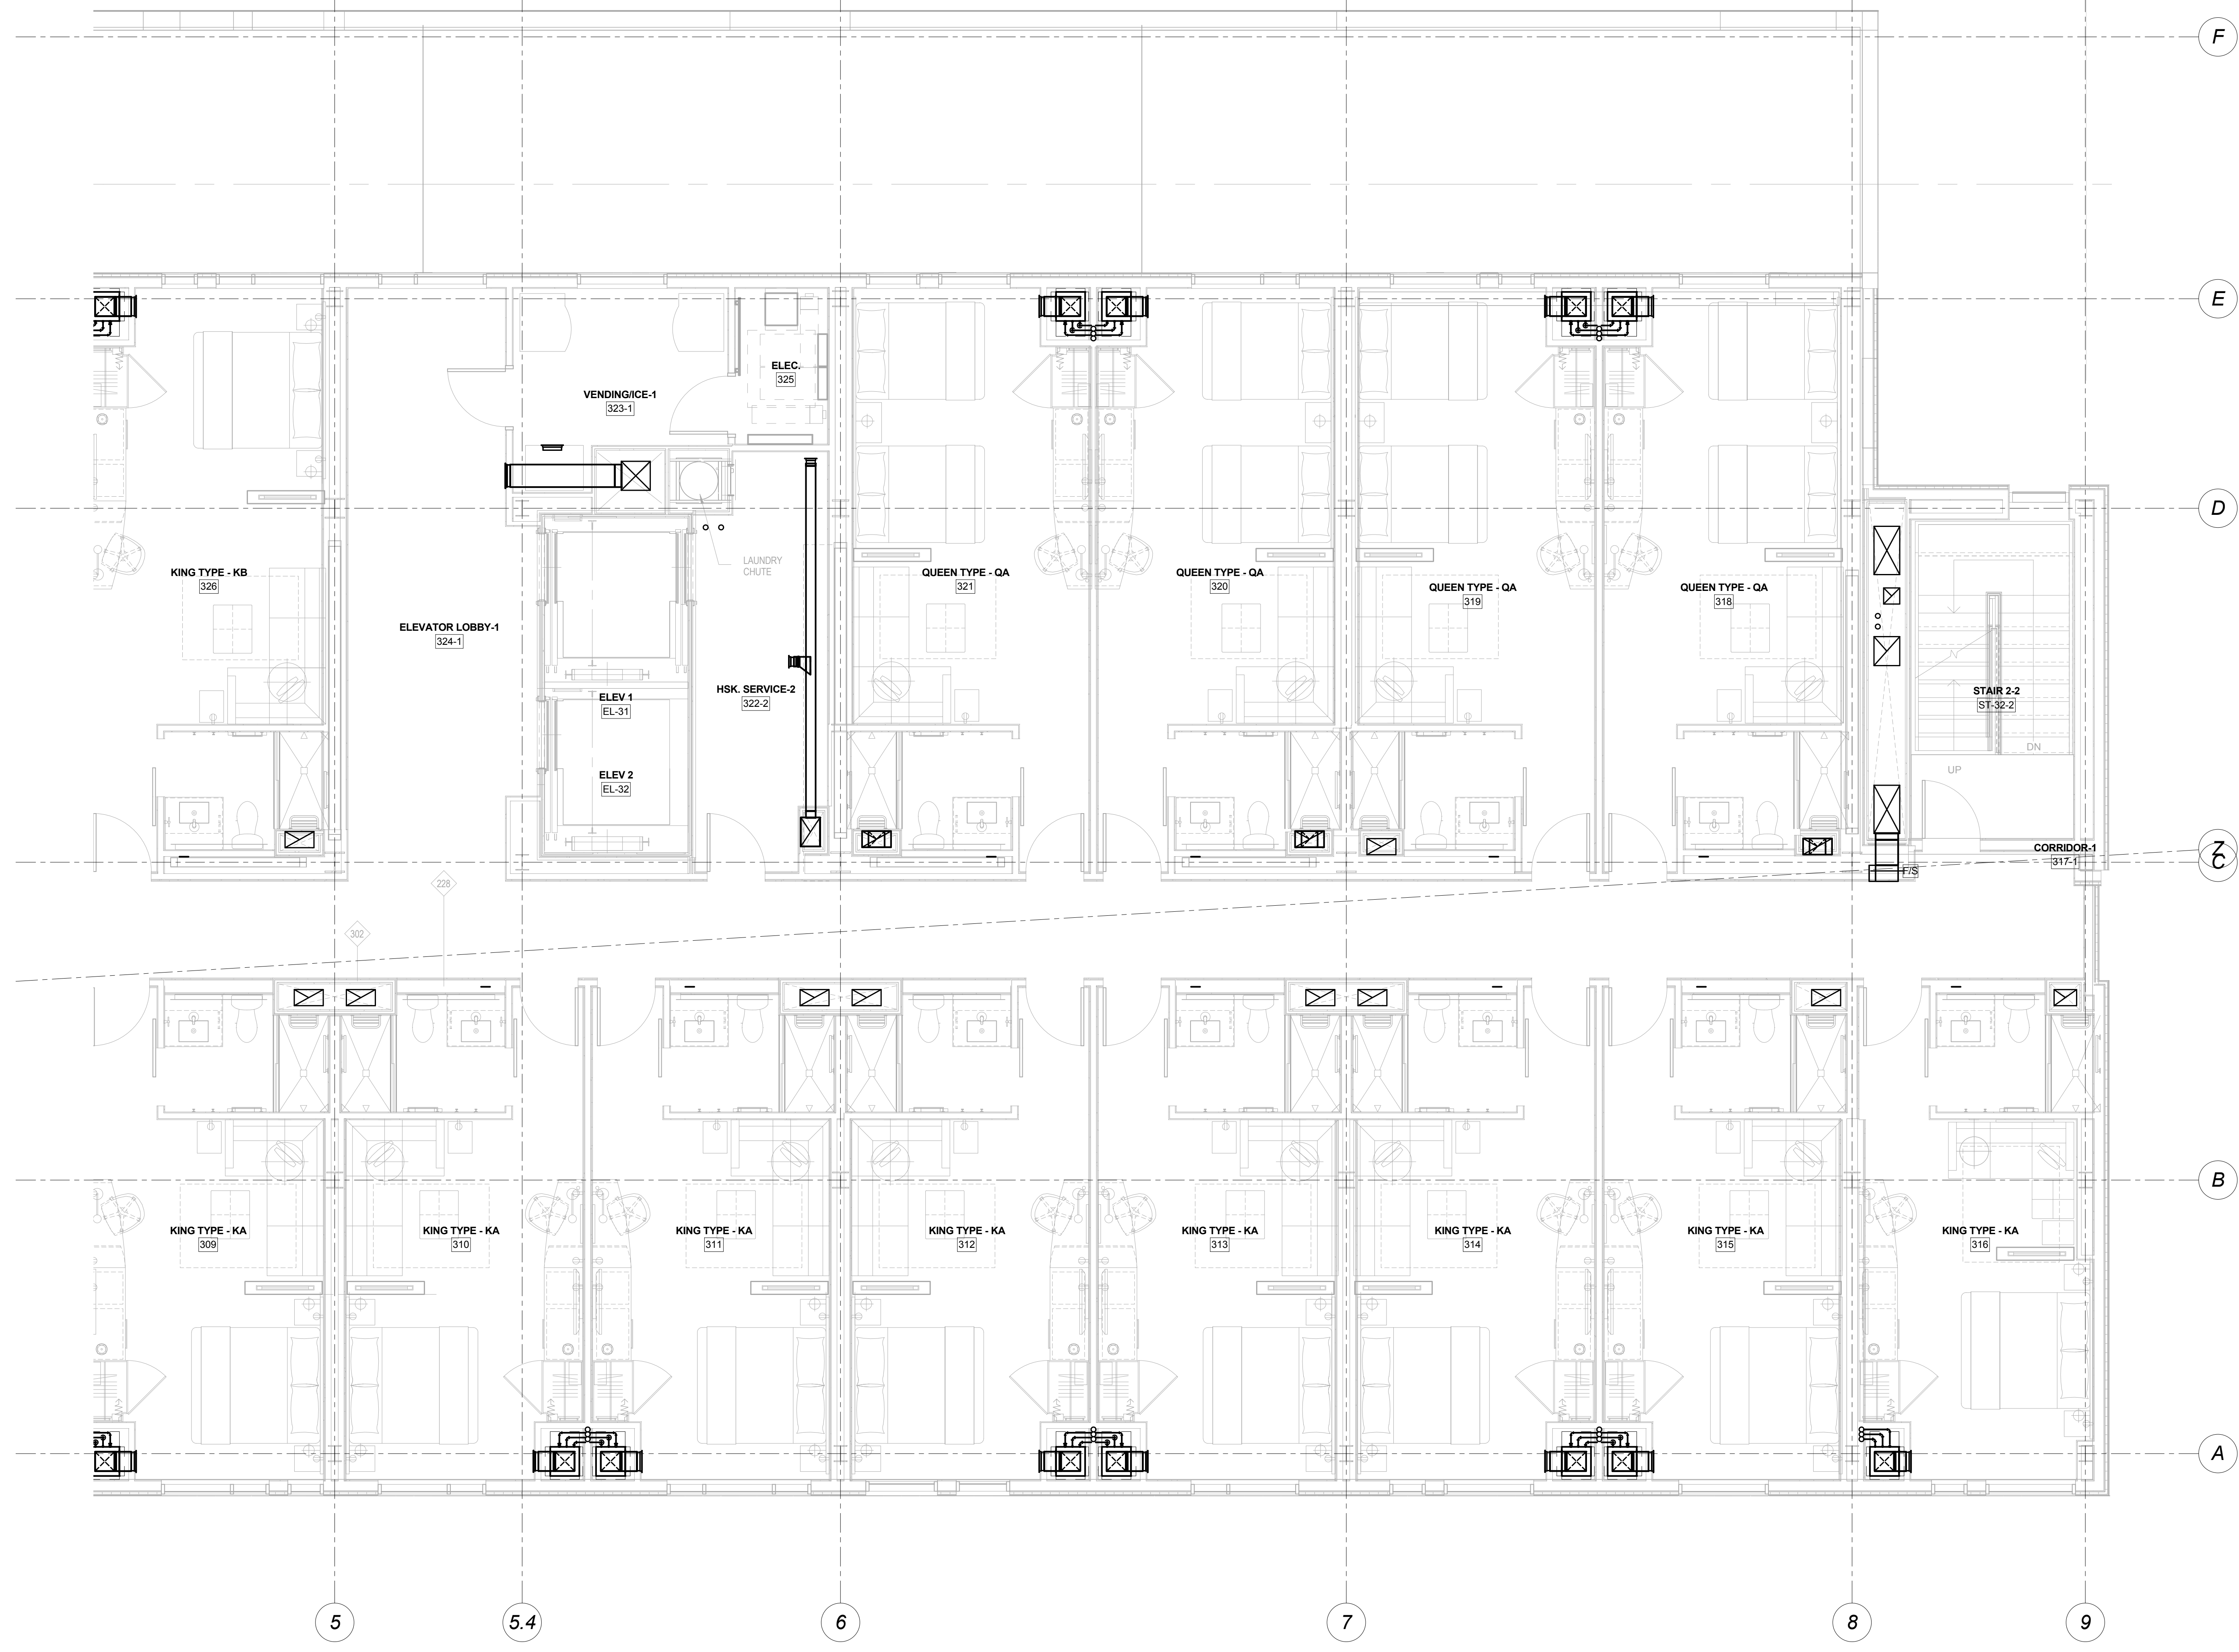 F
E
ELEC.
325
VENDING/ICE-1
323-1
D
LAUNDRY
CHUTE
KING TYPE - KB
326
QUEEN TYPE - QA
321
QUEEN TYPE - QA
320
QUEEN TYPE - QA
319
QUEEN TYPE - QA
318
ELEVATOR LOBBY-1
324-1
ELEV 1
EL-31
HSK. SERVICE-2
322-2
STAIR 2-2
ST-32-2
DN
UP
ELEV 2
EL-32
CORRIDOR-1
317-1
Z
C
F/S
228
302
B
KING TYPE - KA
309
KING TYPE - KA
310
KING TYPE - KA
311
KING TYPE - KA
312
KING TYPE - KA
313
KING TYPE - KA
314
KING TYPE - KA
315
KING TYPE - KA
316
A
5
5.4
6
7
8
9